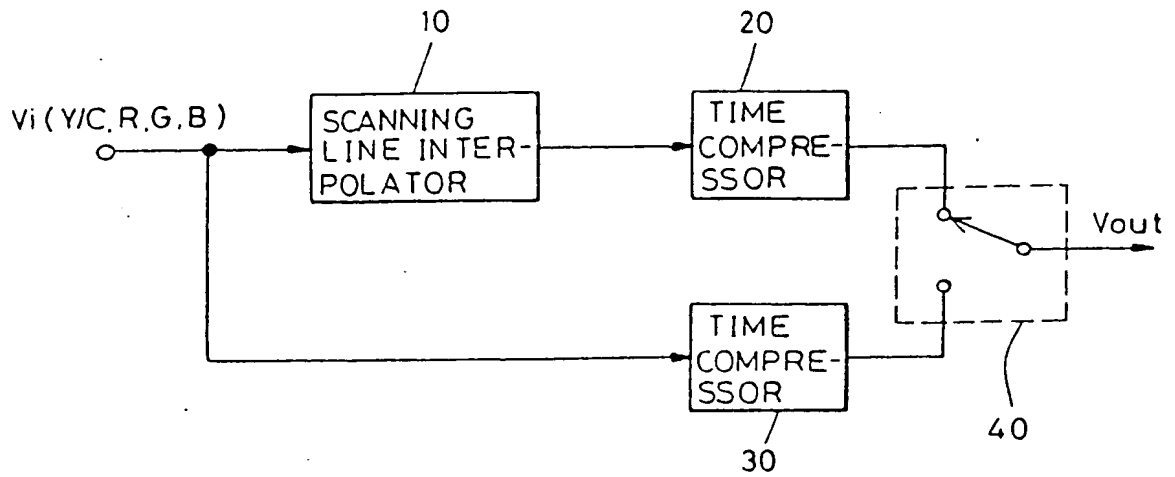 10
20
Vi(Y/C,R,G,B)
SCANNING
LINE INTER-
POLATOR
TIME
COMPRE-
SSOR
Vout
TIME
COMPRE-
SSOR
40
30